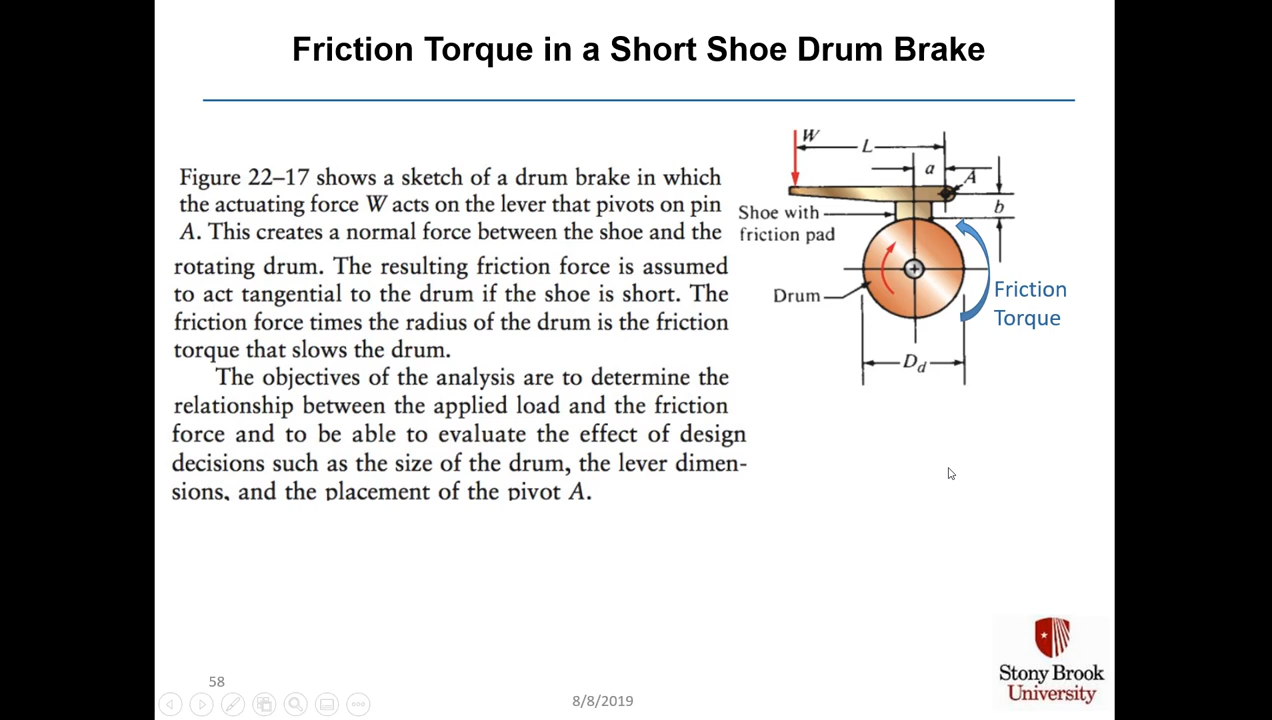 Friction Torque in a Short Shoe Drum Brake
Figure 22–17 shows a sketch of a drum brake in which
the actuating force W acts on the lever that pivots on pin
A. This creates a normal force between the shoe and the
rotating drum. The resulting friction force is assumed
to act tangential to the drum if the shoe is short. The
friction force times the radius of the drum is the friction
torque that slows the drum.
The objectives of the analysis are to determine the
relationship between the applied load and the friction
force and to be able to evaluate the effect of design
decisions such as the size of the drum, the lever dimen-
sions, and the placement of the pivot A.
W
L
a
A
b
Shoe with
friction pad
Drum
Friction
Torque
Dd
58
8/8/2019
Stony Brook
University